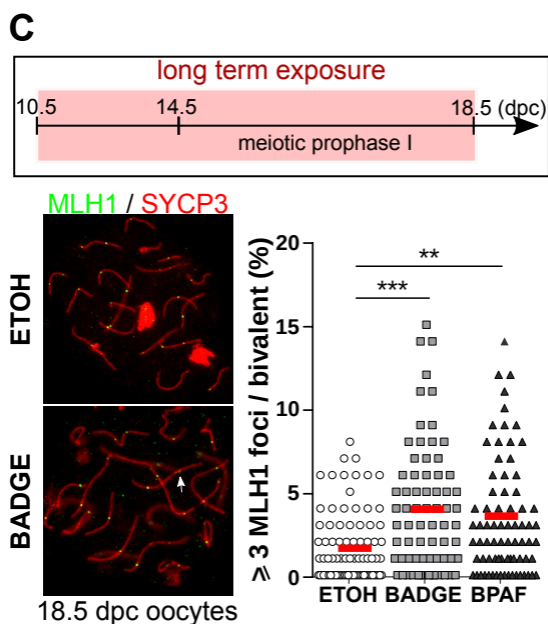 C
long term exposure
10.5 14.5 18.5 (dpc)
meiotic prophase I
MLH1 / SYCP3
ETOH
BADGE
18.5 dpc oocytes
⩾ 3 MLH1 foci / bivalent (%)
20
15
10
5
0
**
***
ETOH BADGE BPAF